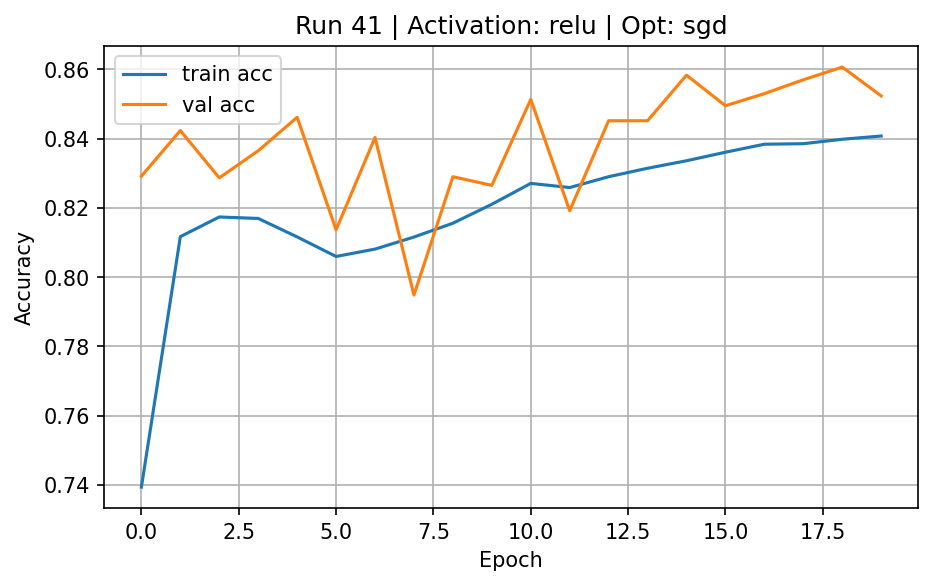 Run 41 | Activation: relu | Opt: sgd
train acc
val acc
0.86
0.84
0.82
0.80
0.78
0.76
0.74
Accuracy
0.0 2.5 5.0 7.5 10.0 12.5 15.0 17.5
Epoch